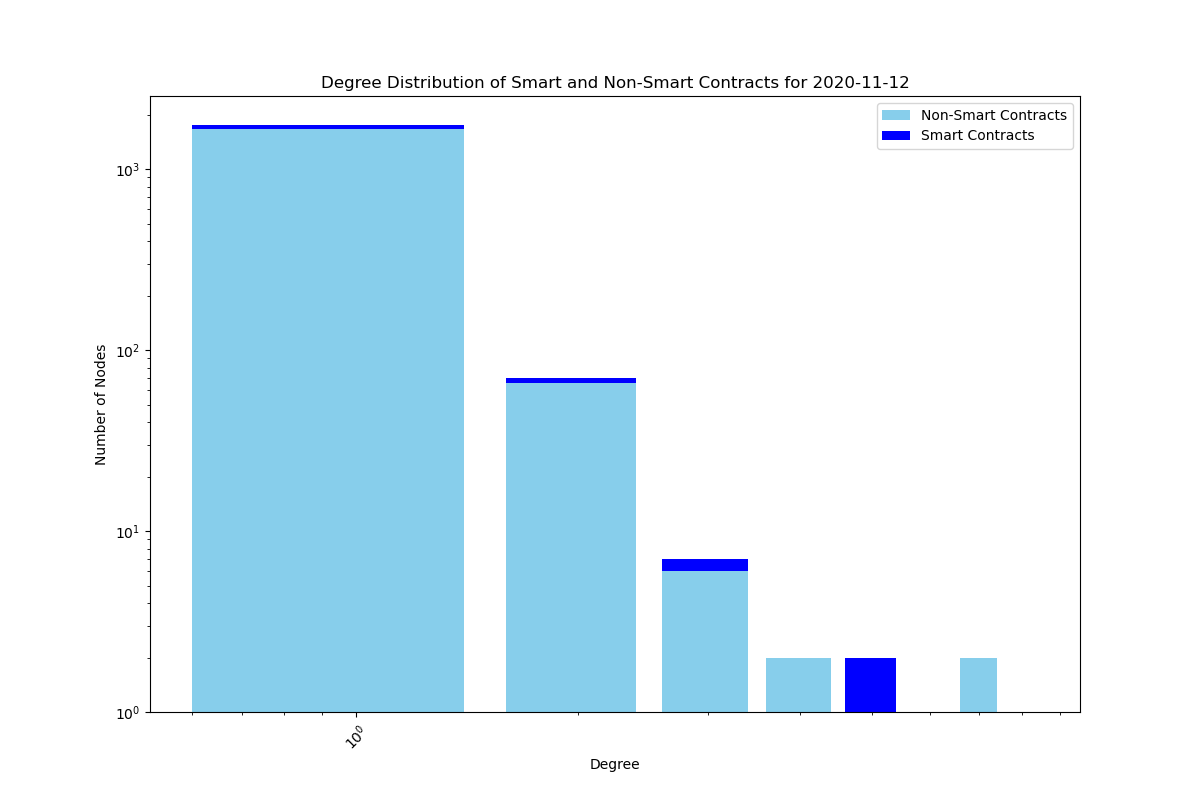 Degree Distribution of Smart and Non-Smart Contracts for 2020-11-12
Non-Smart Contracts
Smart Contracts
Number of Nodes
10³
10²
10¹
10⁰
10⁰
Degree